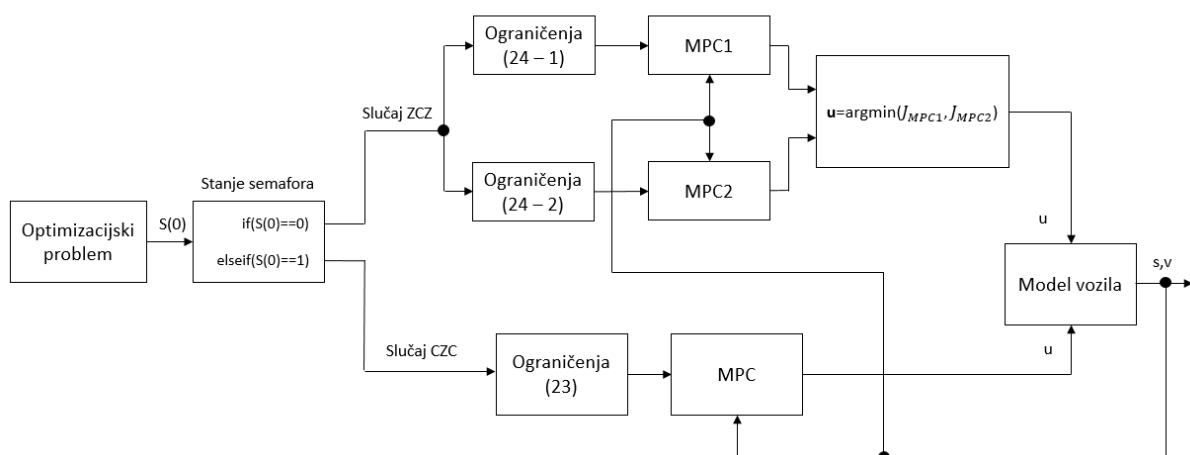 Optimizacijski
problem
S(0)
Stanje semafora
if(S(0)==0)
elseif(S(0)==1)
Slučaj ZCZ
Ograničenja
(24 – 1)
MPC1
Ograničenja
(24 – 2)
MPC2
u=argmin(J_MPC1, J_MPC2)
u
Slučaj CZC
Ograničenja
(23)
MPC
u
Model vozila
s,v